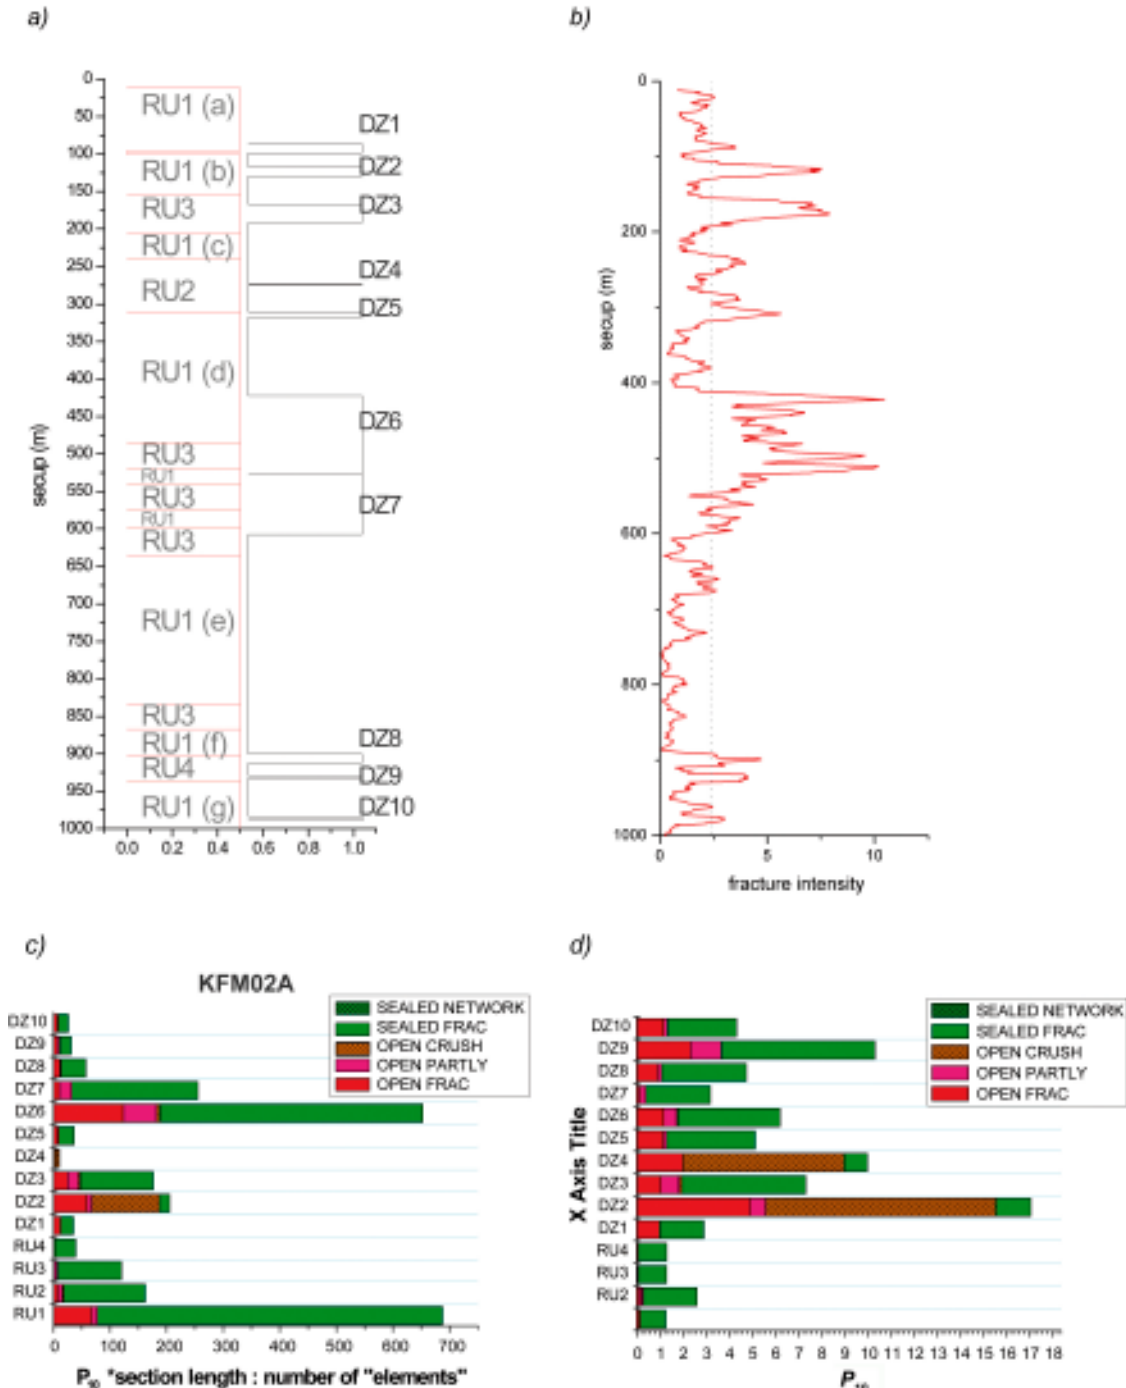 a)
0
50
100
150
200
250
300
350
400
450
500
550
600
650
700
750
800
850
900
950
1000
secup (m)
0.0 0.2 0.4 0.6 0.8 1.0
RU1 (a)
RU1 (b)
RU3
RU1 (c)
RU2
RU1 (d)
RU3
RU1
RU3
RU1
RU3
RU1 (e)
RU3
RU1 (f)
RU4
RU1 (g)
DZ1
DZ2
DZ3
DZ4
DZ5
DZ6
DZ7
DZ8
DZ9
DZ10
b)
0
200
400
600
800
1000
secup (m)
0 5 10
fracture intensity
c)
KFM02A
SEALED NETWORK
SEALED FRAC
OPEN CRUSH
OPEN PARTLY
OPEN FRAC
DZ10
DZ9
DZ8
DZ7
DZ6
DZ5
DZ4
DZ3
DZ2
DZ1
RU4
RU3
RU2
RU1
0 100 200 300 400 500 600 700
P10 *section length : number of "elements"
d)
SEALED NETWORK
SEALED FRAC
OPEN CRUSH
OPEN PARTLY
OPEN FRAC
X Axis Title
DZ10
DZ9
DZ8
DZ7
DZ6
DZ5
DZ4
DZ3
DZ2
DZ1
RU4
RU3
RU2
0 1 2 3 4 5 6 7 8 9 10 11 12 13 14 15 16 17 18
P10